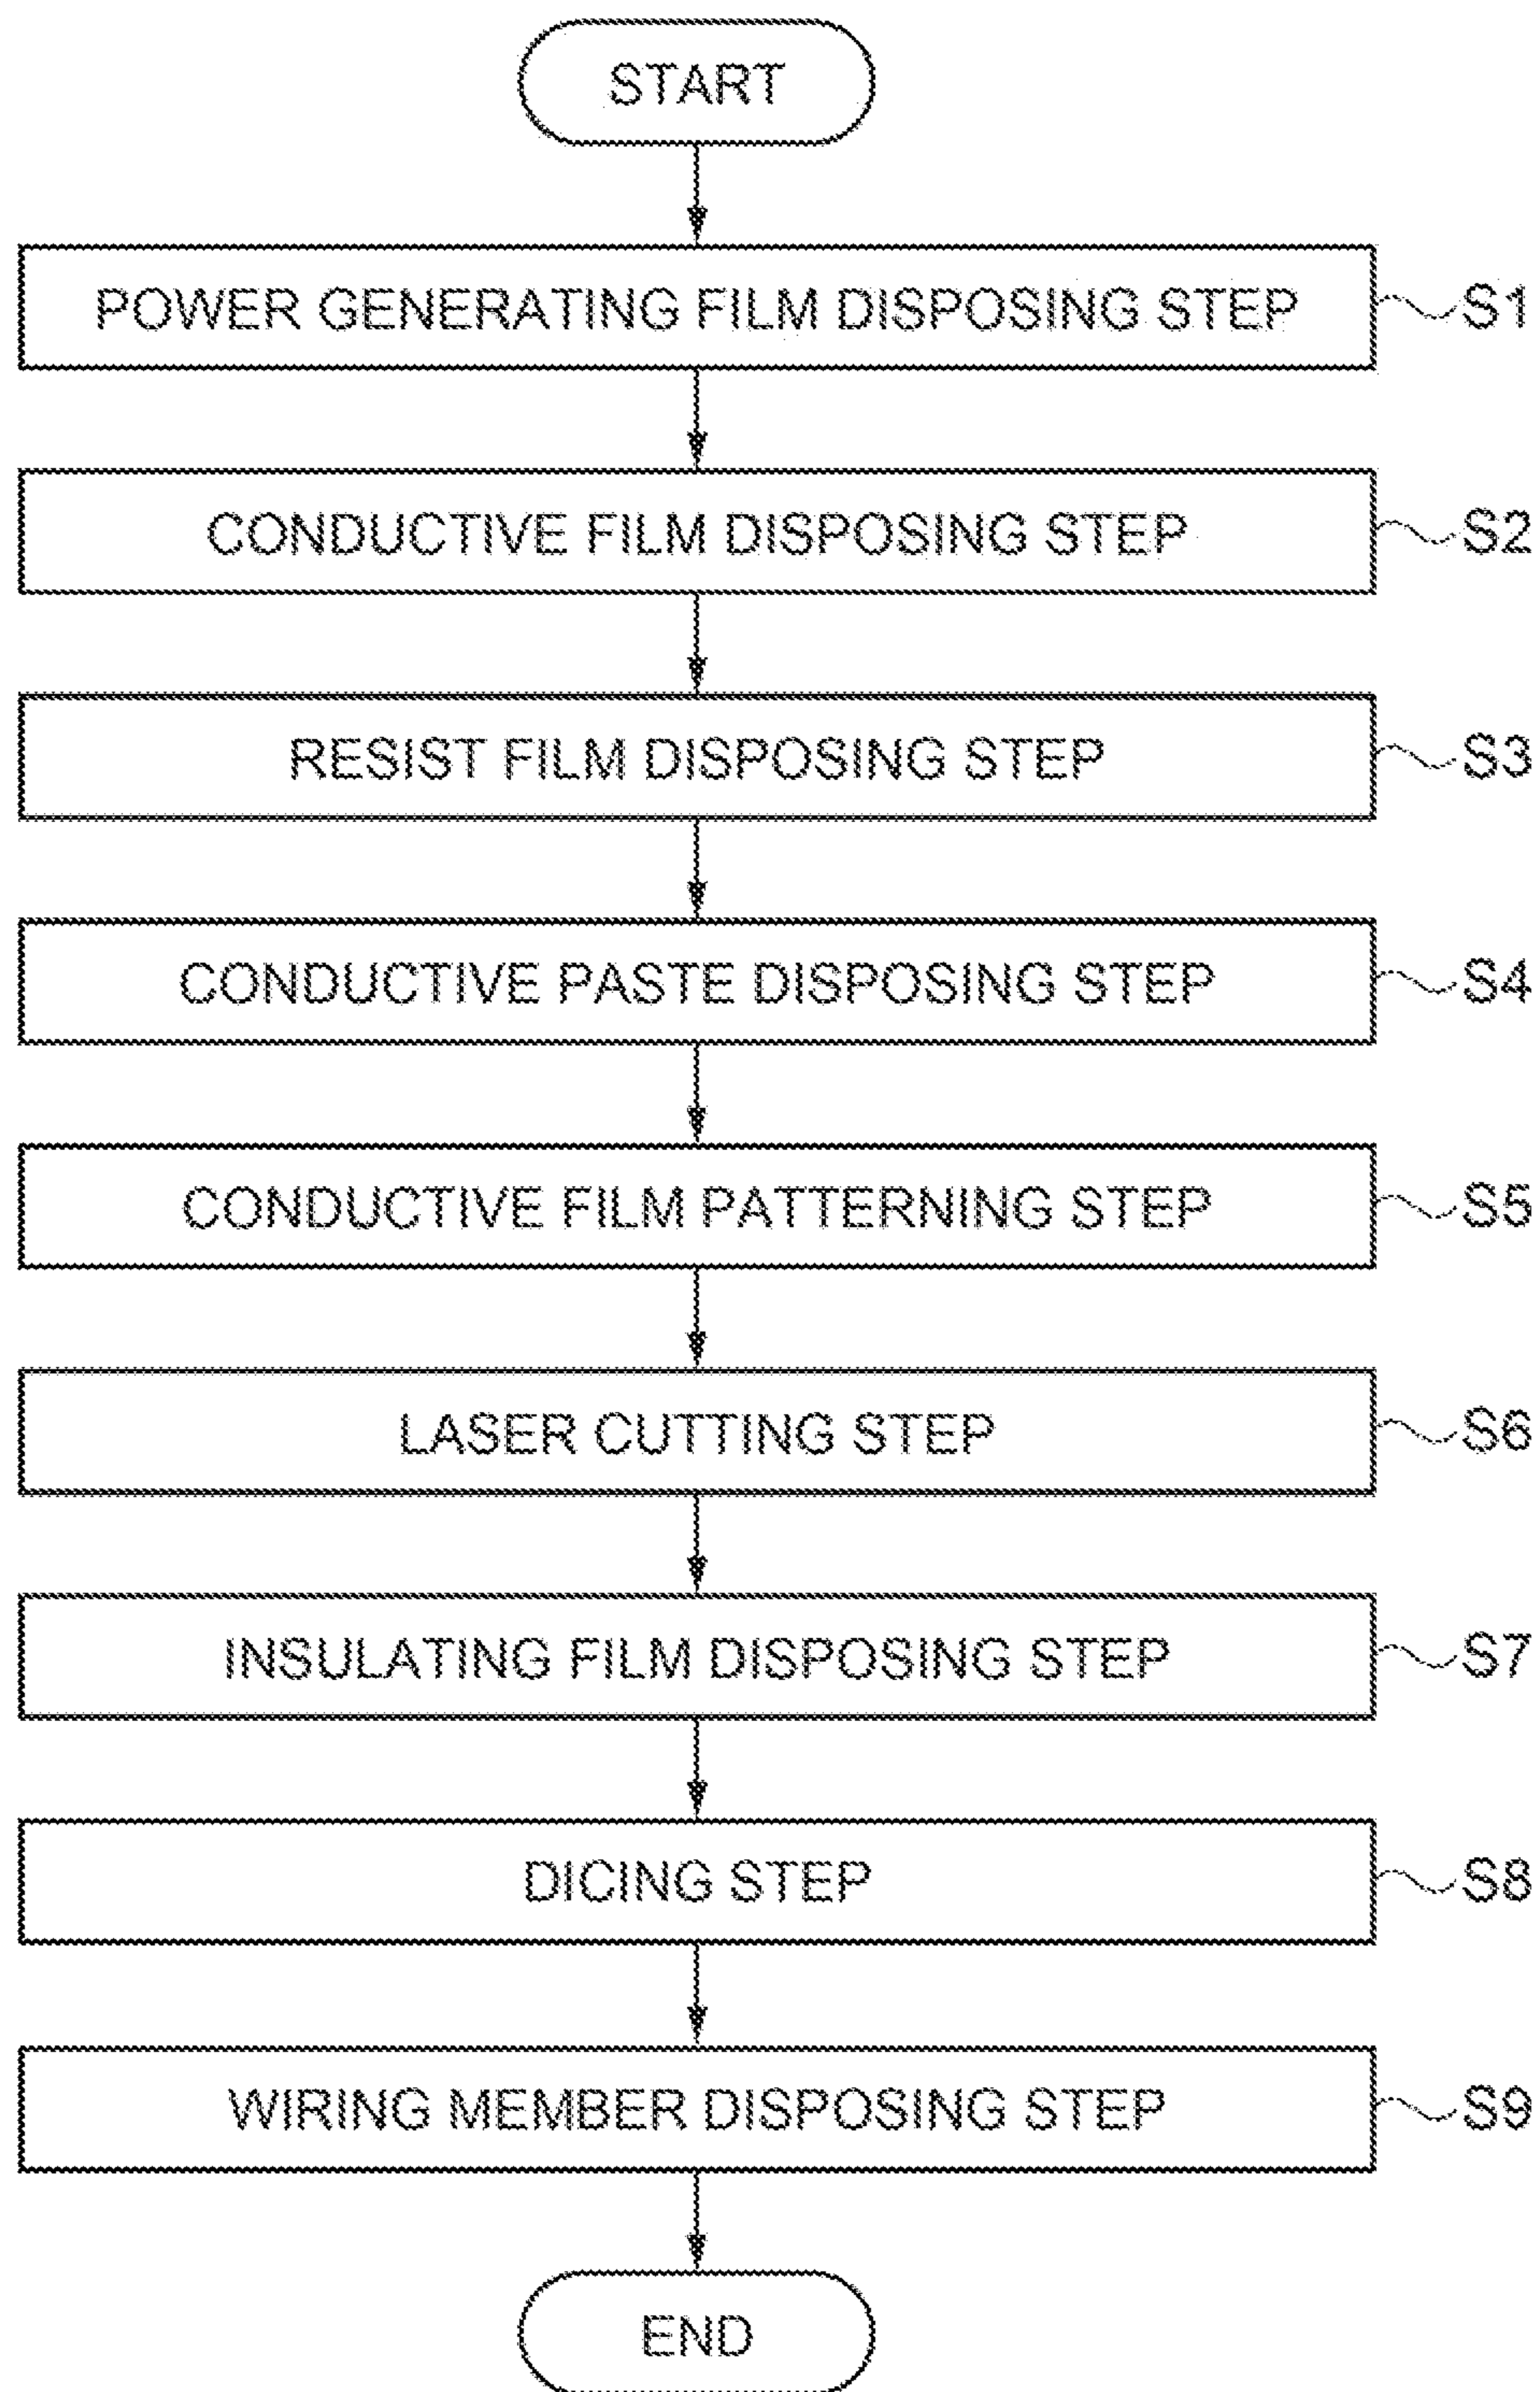 START
POWER GENERATING FILM DISPOSING STEP S1
CONDUCTIVE FILM DISPOSING STEP S2
RESIST FILM DISPOSING STEP S3
CONDUCTIVE PASTE DISPOSING STEP S4
CONDUCTIVE FILM PATTERNING STEP S5
LASER CUTTING STEP S6
INSULATING FILM DISPOSING STEP S7
DICING STEP S8
WIRING MEMBER DISPOSING STEP S9
END